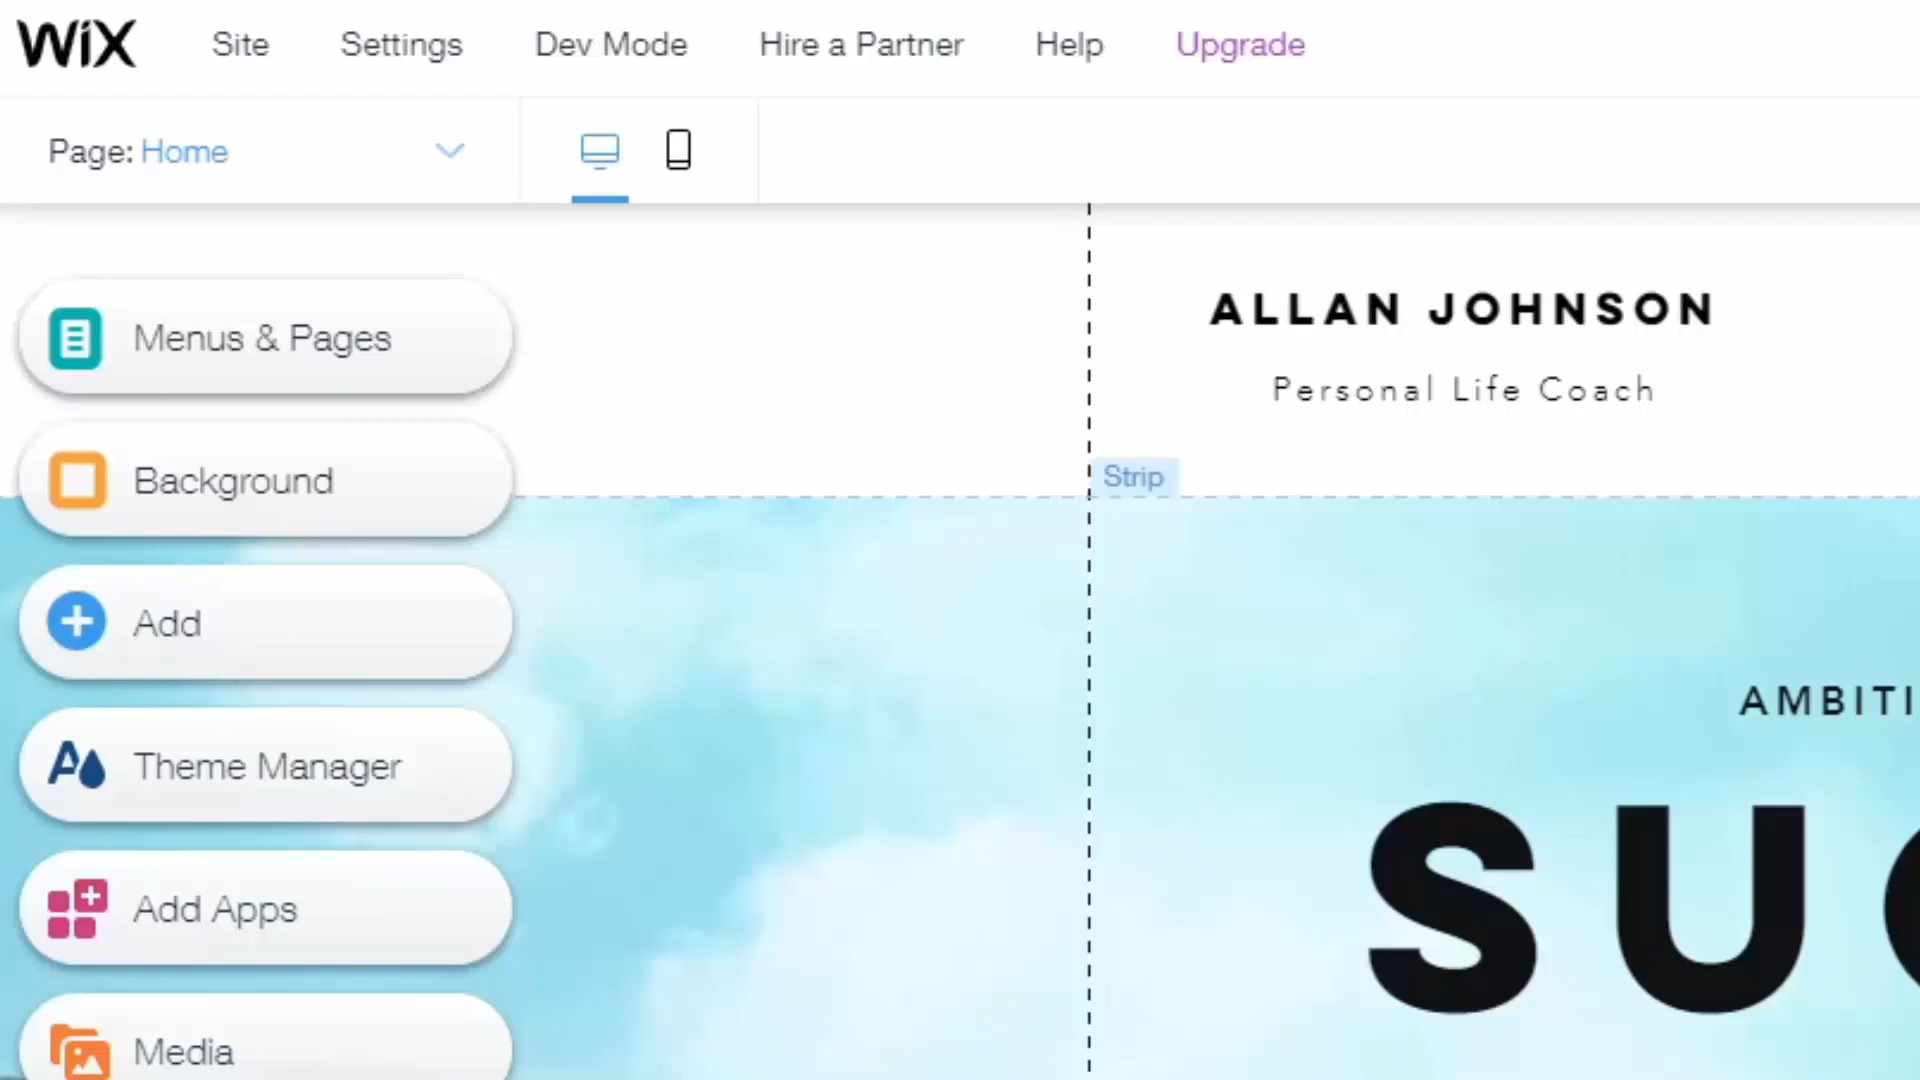 WiX Site Settings Dev Mode Hire a Partner Help Upgrade
Page: Home
Menus & Pages
Background
Add
Theme Manager
Add Apps
Media
ALLAN JOHNSON
Personal Life Coach
Strip
AMBITI
SUC